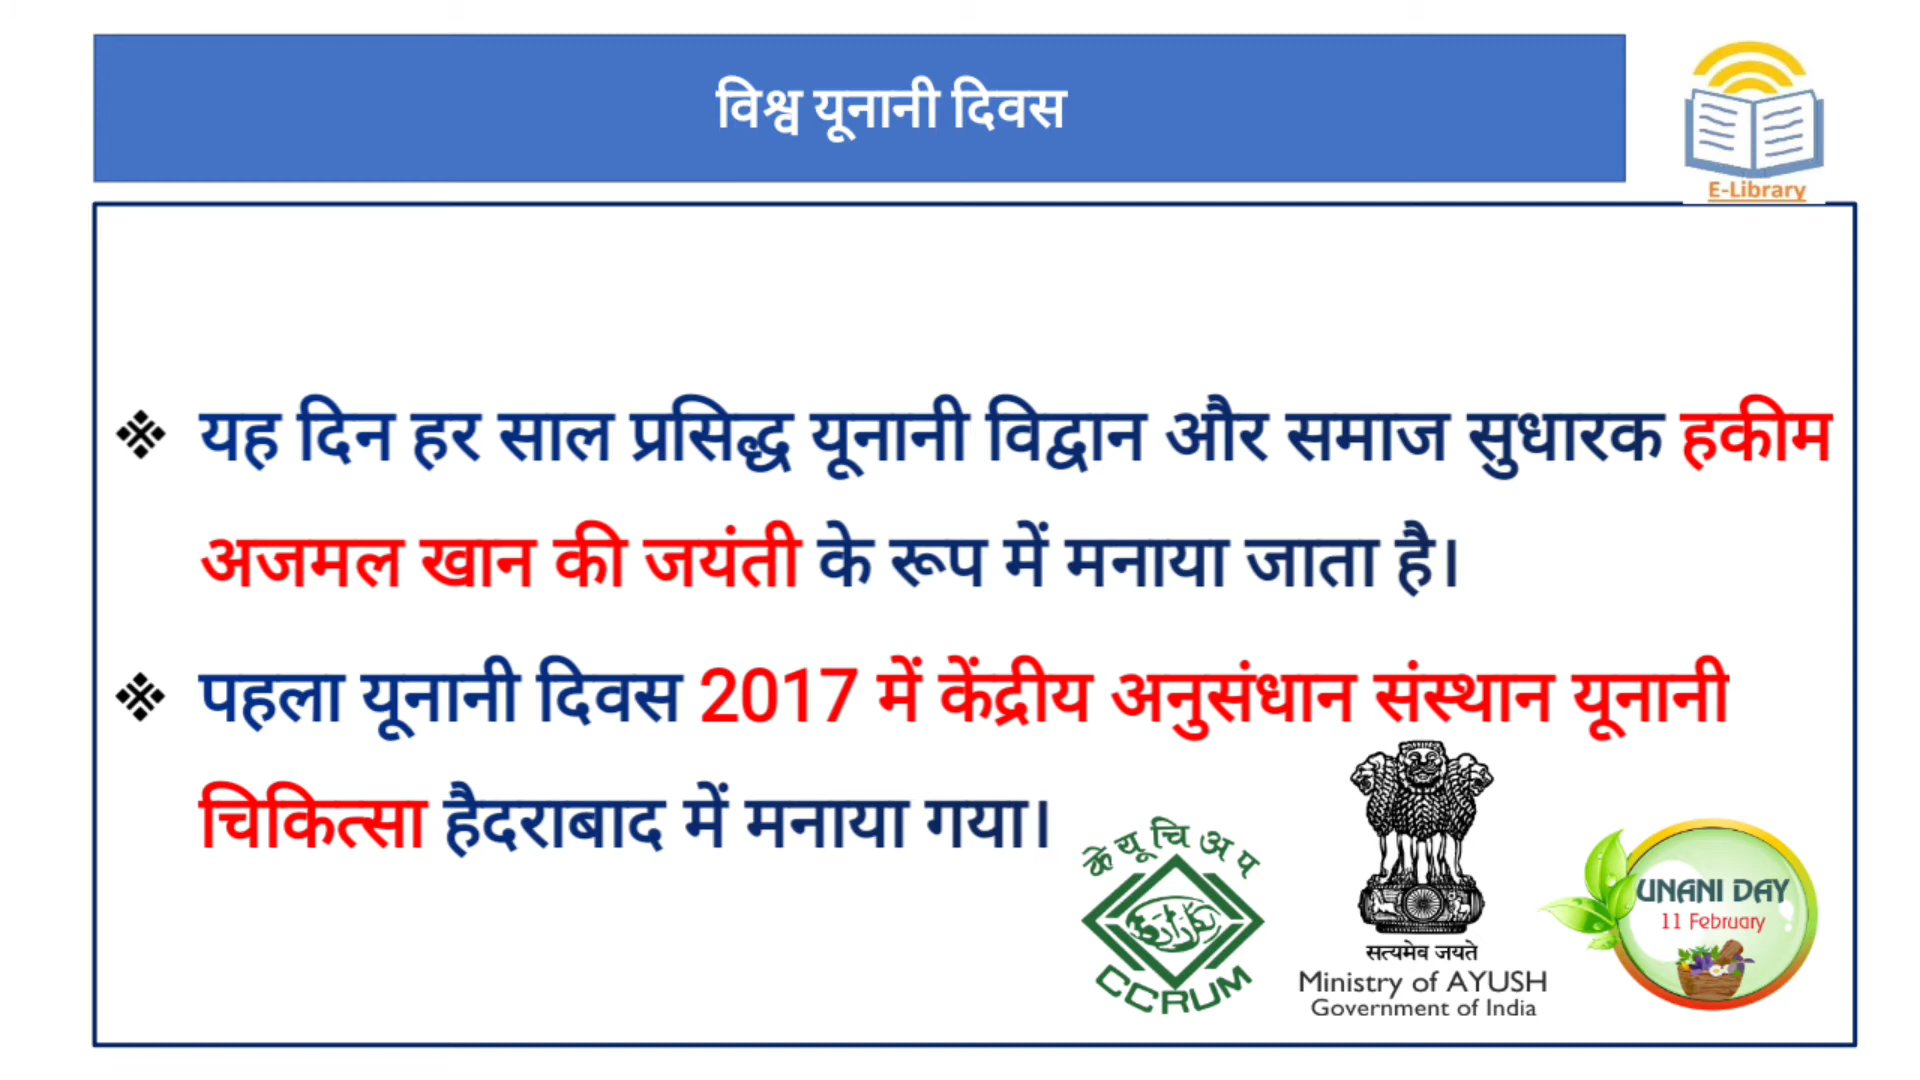 विश्व यूनानी दिवस
E-Library
यह दिन हर साल प्रसिद्ध यूनानी विद्वान और समाज सुधारक हकीम
अजमल खान की जयंती के रूप में मनाया जाता है।
पहला यूनानी दिवस 2017 में केंद्रीय अनुसंधान संस्थान यूनानी
चिकित्सा हैदराबाद में मनाया गया।
के यू चि अ प
CCRUM
सत्यमेव जयते
Ministry of AYUSH
Government of India
UNANI DAY
11 February